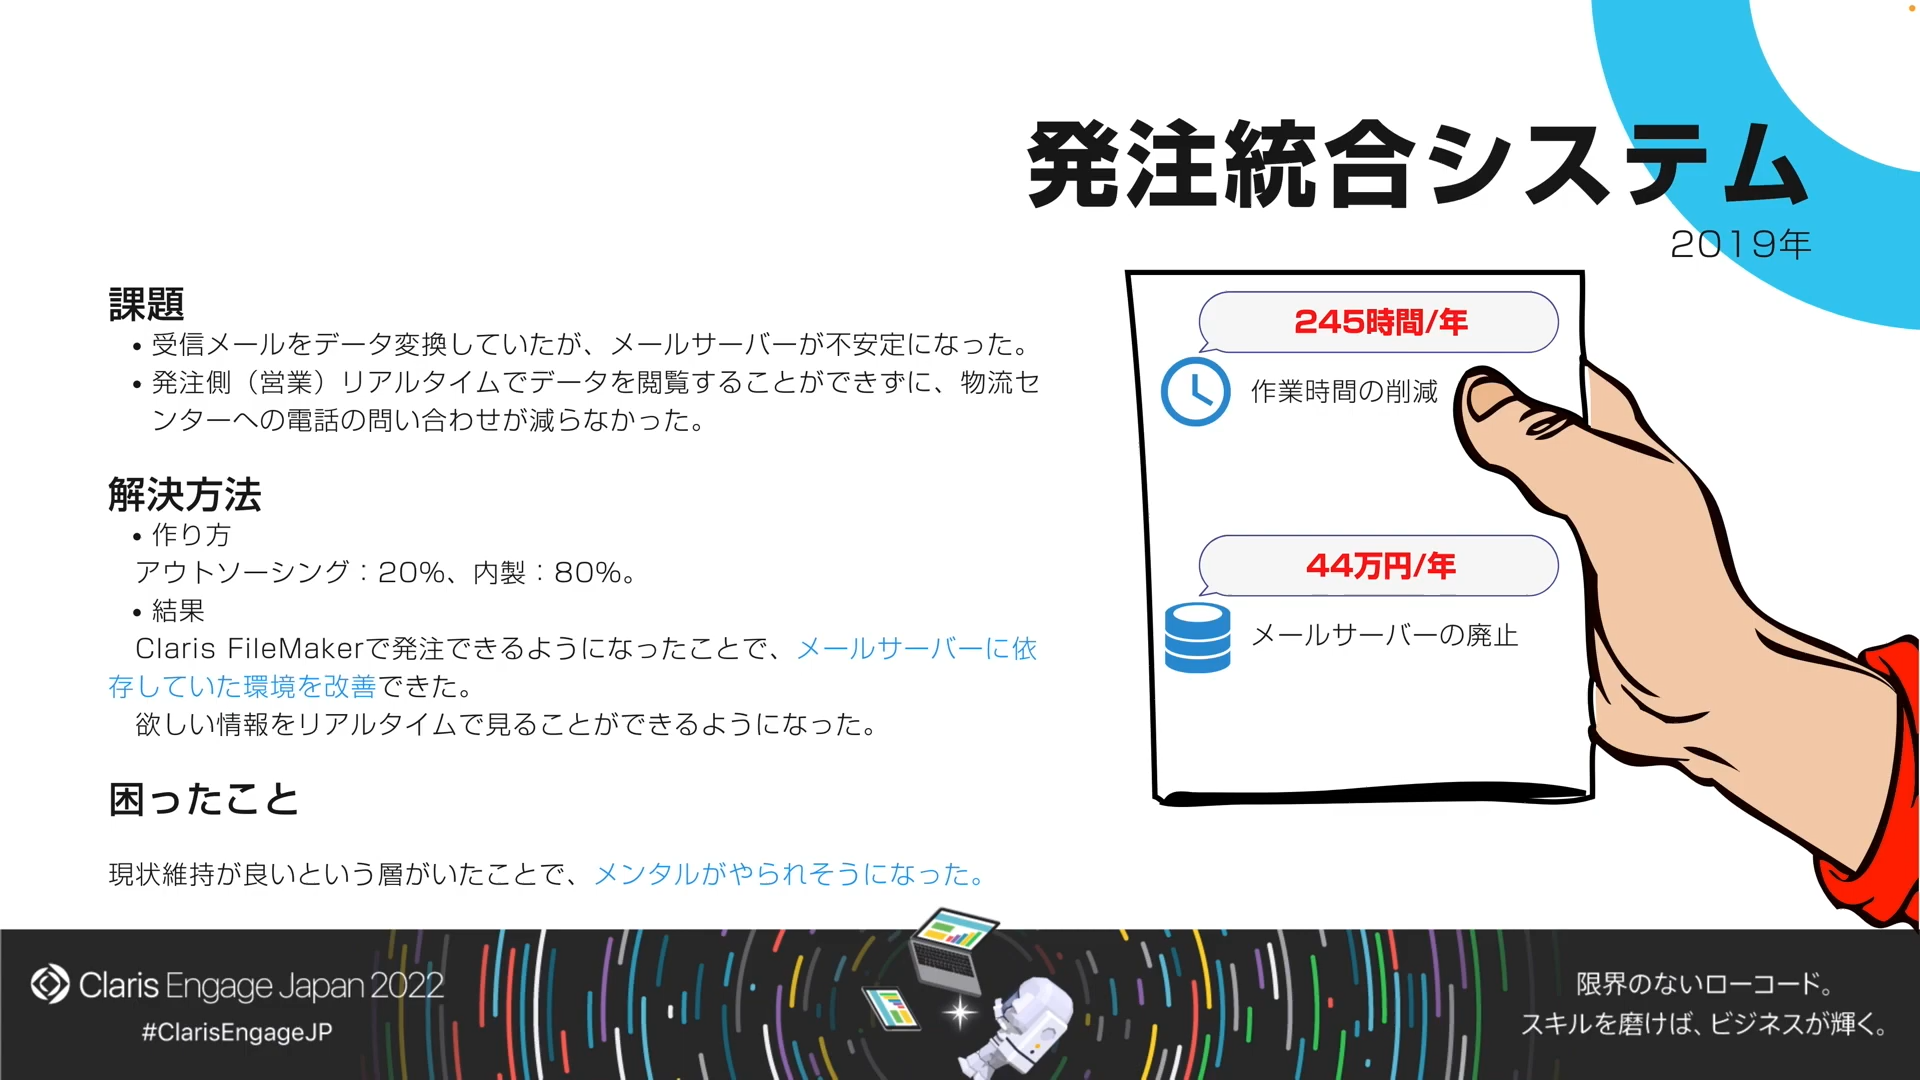 発注統合システム
2019年
課題
• 受信メールをデータ変換していたが、メールサーバーが不安定になった。
• 発注側（営業）リアルタイムでデータを閲覧することができずに、物流セ
ンターへの電話の問い合わせが減らなかった。
解決方法
• 作り方
アウトソーシング：20%、内製：80%。
• 結果
Claris FileMakerで発注できるようになったことで、メールサーバーに依
存していた環境を改善できた。
欲しい情報をリアルタイムで見ることができるようになった。
困ったこと
現状維持が良いという層がいたことで、メンタルがやられそうになった。
245時間/年
作業時間の削減
44万円/年
メールサーバーの廃止
Claris Engage Japan 2022
#ClarisEngageJP
限界のないローコード。
スキルを磨けば、ビジネスが輝く。